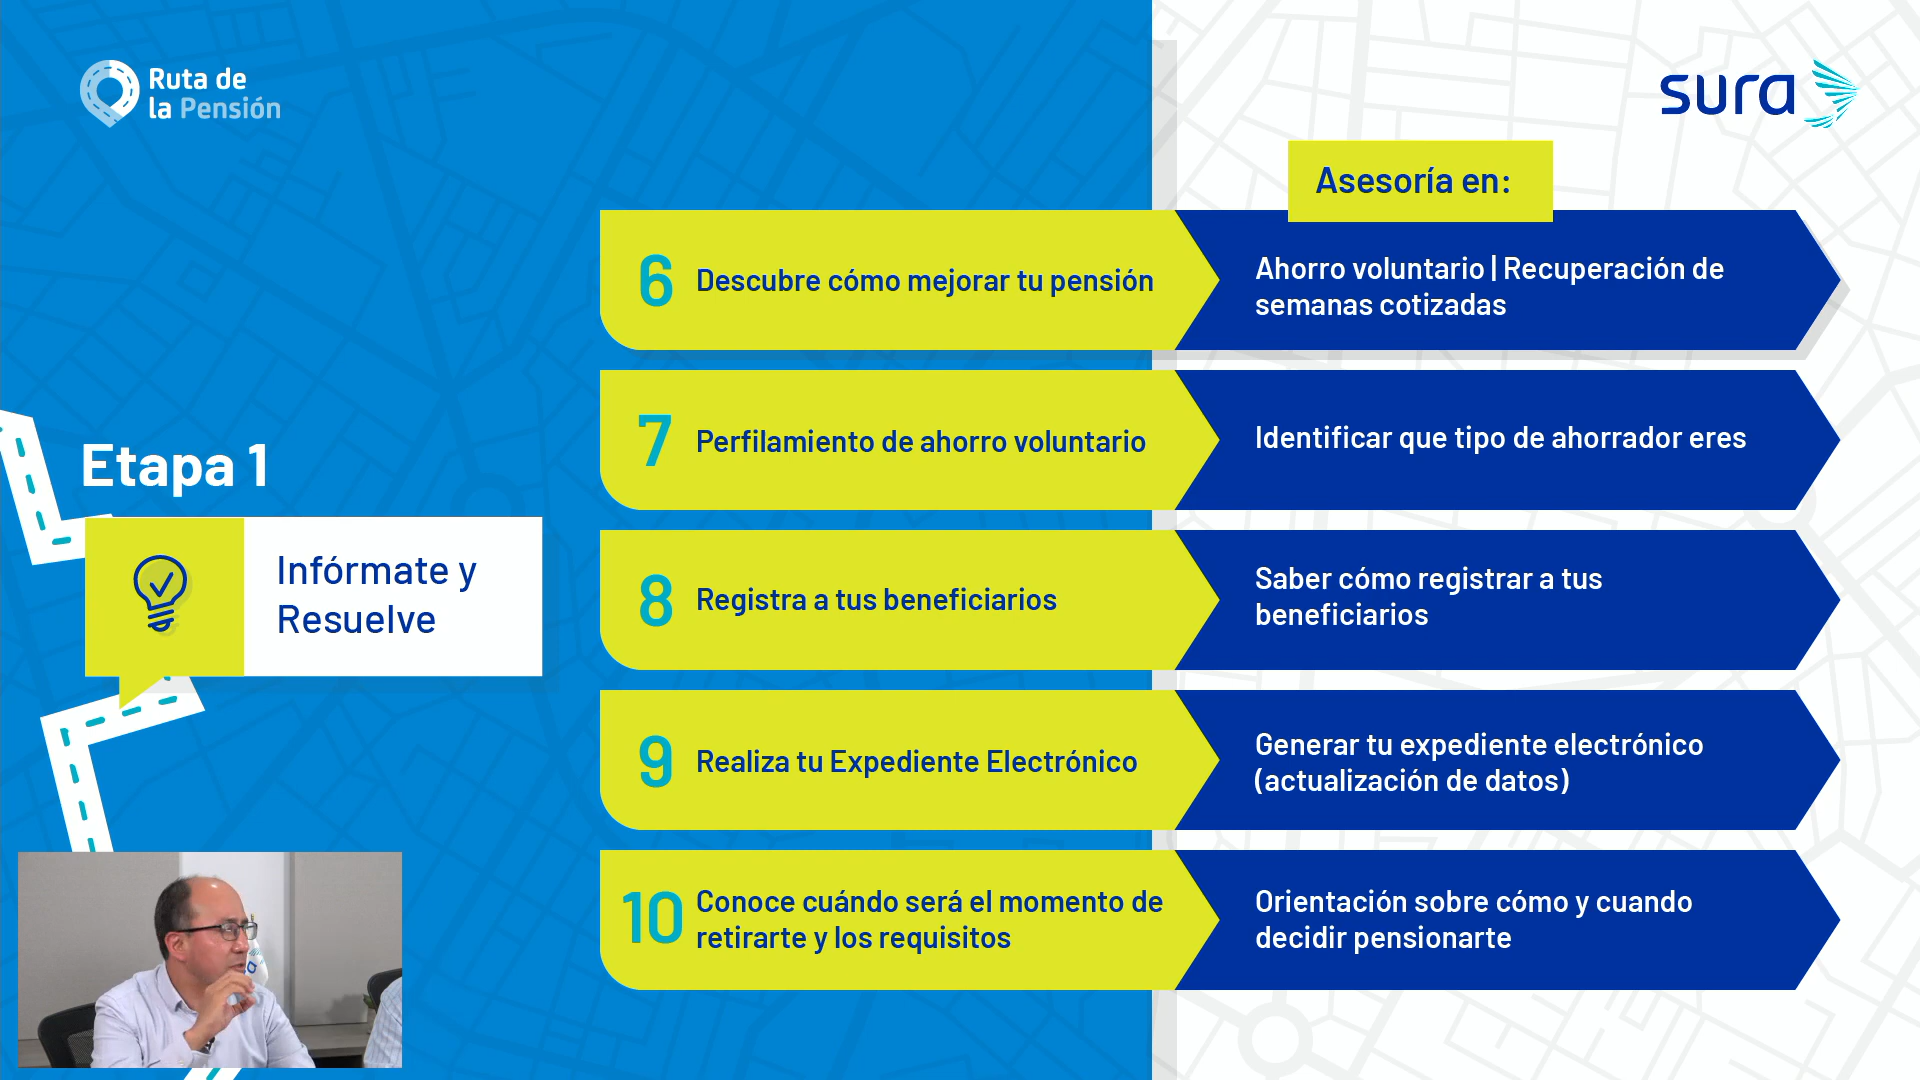 Ruta de
la Pensión
sura
Asesoría en:
6
Descubre cómo mejorar tu pensión
Ahorro voluntario | Recuperación de
semanas cotizadas
7
Perfilamiento de ahorro voluntario
Identificar que tipo de ahorrador eres
Etapa 1
Infórmate y
Resuelve
8
Registra a tus beneficiarios
Saber cómo registrar a tus
beneficiarios
9
Realiza tu Expediente Electrónico
Generar tu expediente electrónico
(actualización de datos)
10
Conoce cuándo será el momento de
retirarte y los requisitos
Orientación sobre cómo y cuando
decidir pensionarte